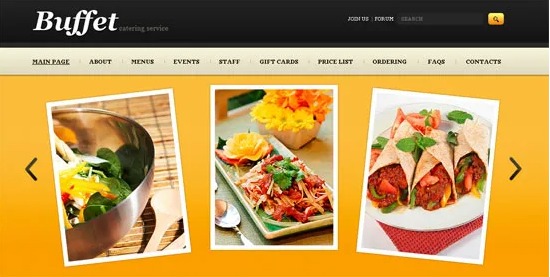 Buffet catering service
JOIN US FORUM SEARCH
MAIN PAGE ABOUT MENUS EVENTS STAFF GIFT CARDS PRICE LIST ORDERING FAQS CONTACTS